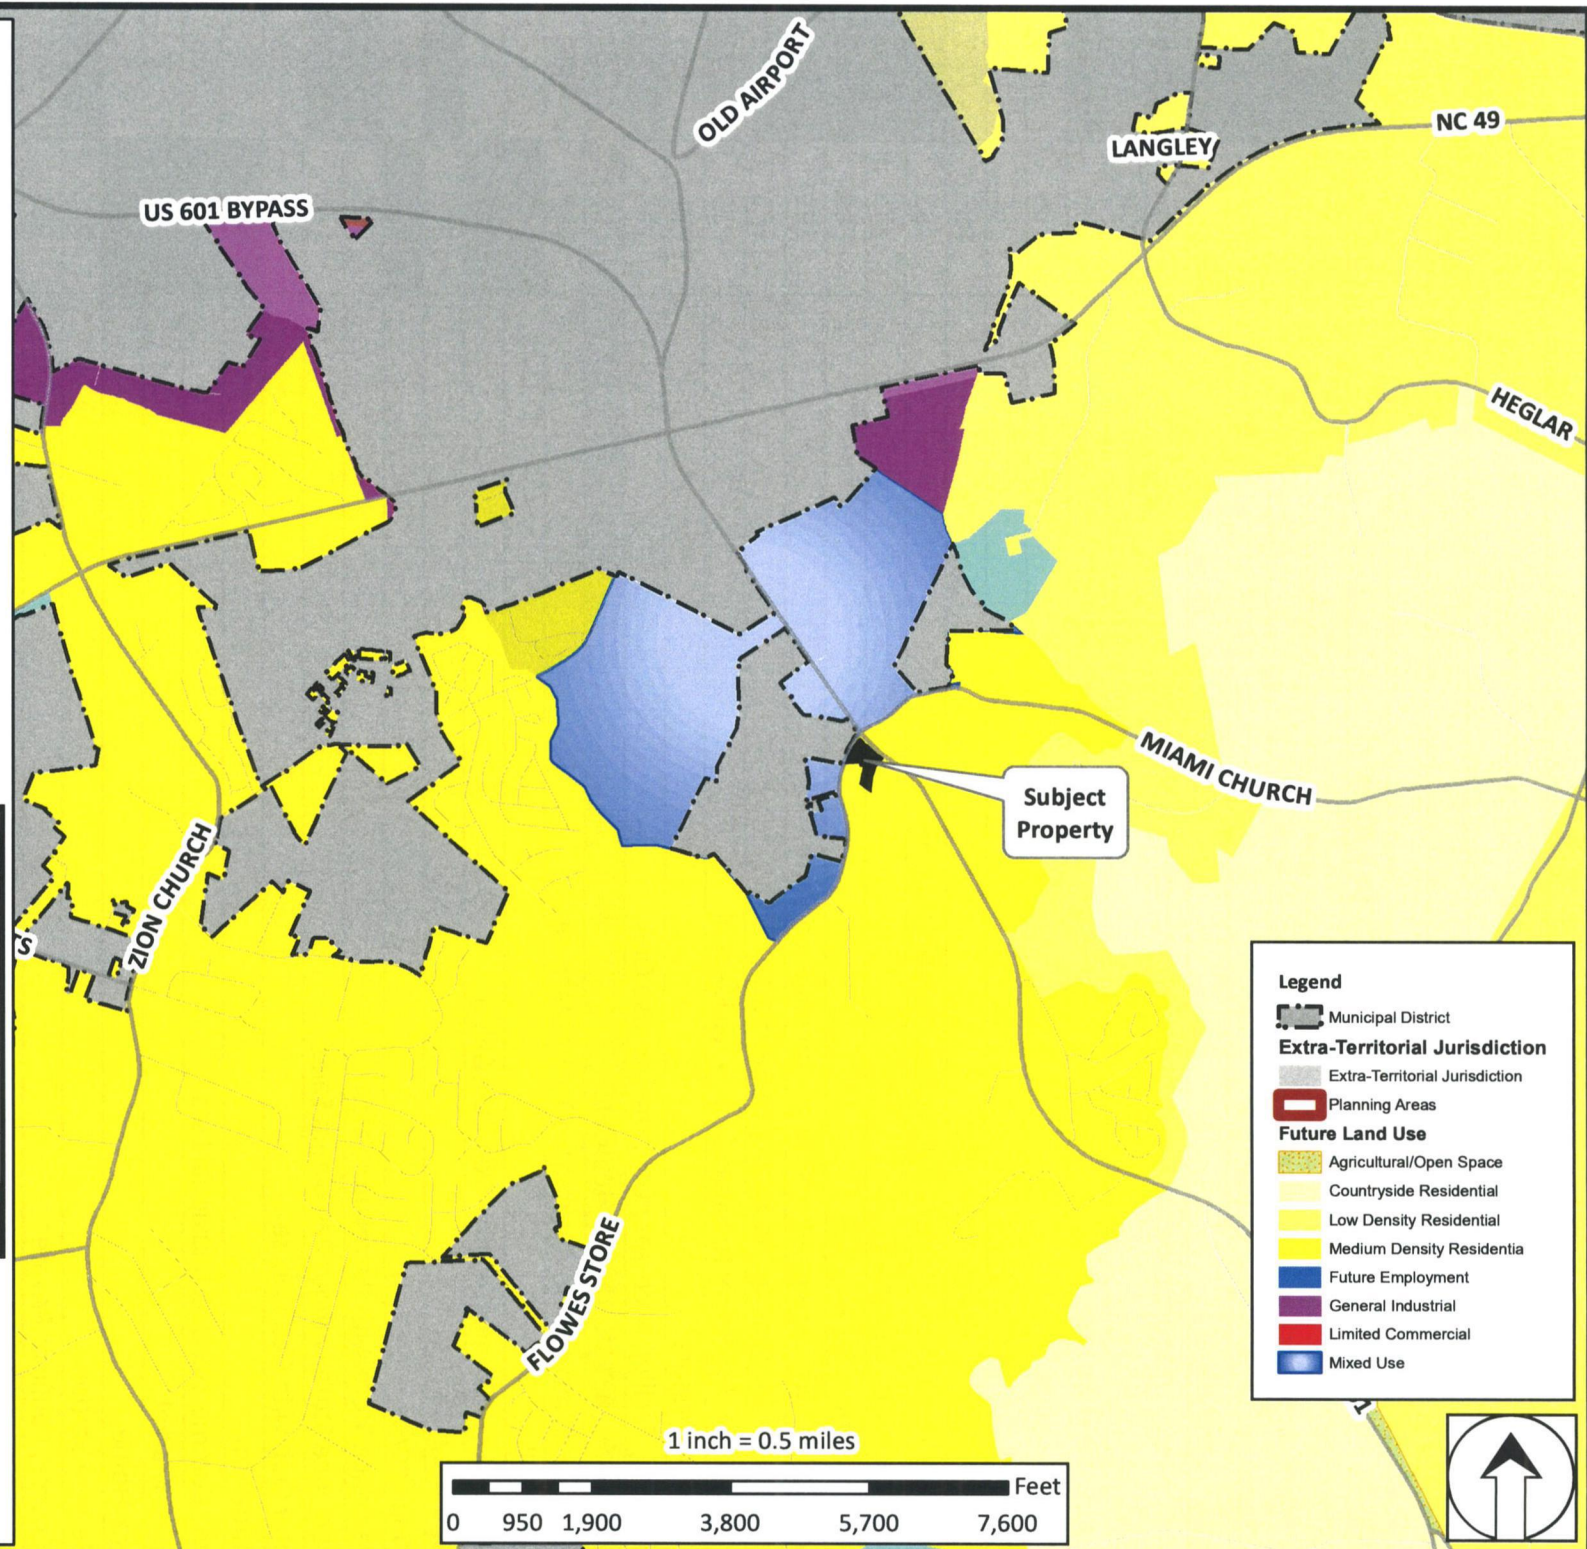 OLD AIRPORT
NC 49
LANGLEY
US 601 BYPASS
HEGLAR
MIAMI CHURCH
Subject
Property
ZION CHURCH
S
FLOWES STORE
Legend
Municipal District
Extra-Territorial Jurisdiction
Extra-Territorial Jurisdiction
Planning Areas
Future Land Use
Agricultural/Open Space
Countryside Residential
Low Density Residential
Medium Density Residentia
Future Employment
General Industrial
Limited Commercial
Mixed Use
1
1 inch = 0.5 miles
Feet
0 950 1,900 3,800 5,700 7,600